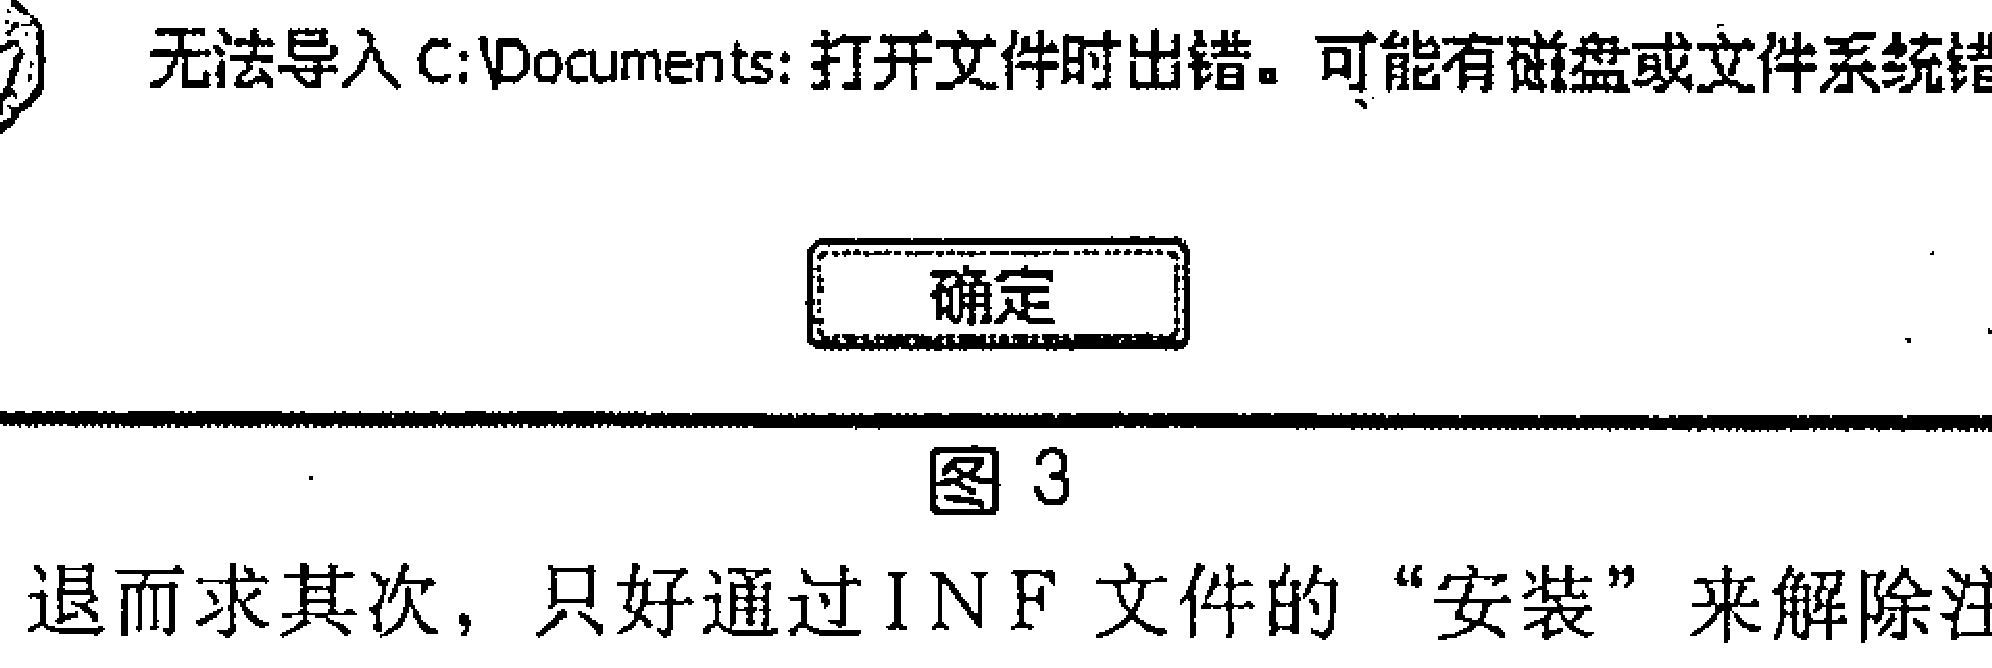 无法导入 C:\Documents: 打开文件时出错。可能有磁盘或文件系统错
确定
图 3
退而求其次，只好通过INF 文件的“安装”来解除注